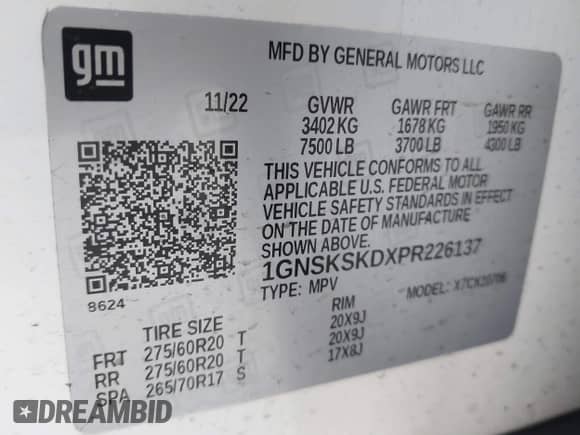 gm
MFD BY GENERAL MOTORS LLC
11/22 GVWR GAWR FRT GAWR RR
3402 KG 1678 KG 1950 KG
7500 LB 3700 LB 4300 LB
THIS VEHICLE CONFORMS TO ALL
APPLICABLE U.S. FEDERAL MOTOR
VEHICLE SAFETY STANDARDS IN EFFECT
ON THE DATE OF MANUFACTURE
SHOWN ABOVE.
1GNSKSKDXPR226137
8624
TYPE: MPV MODEL:
TIRE SIZE RIM
FRT 275/60R20 T 20X9J
RR 275/60R20 T 20X9J
SPA 265/70R17 S 17X8J
DREAMBID